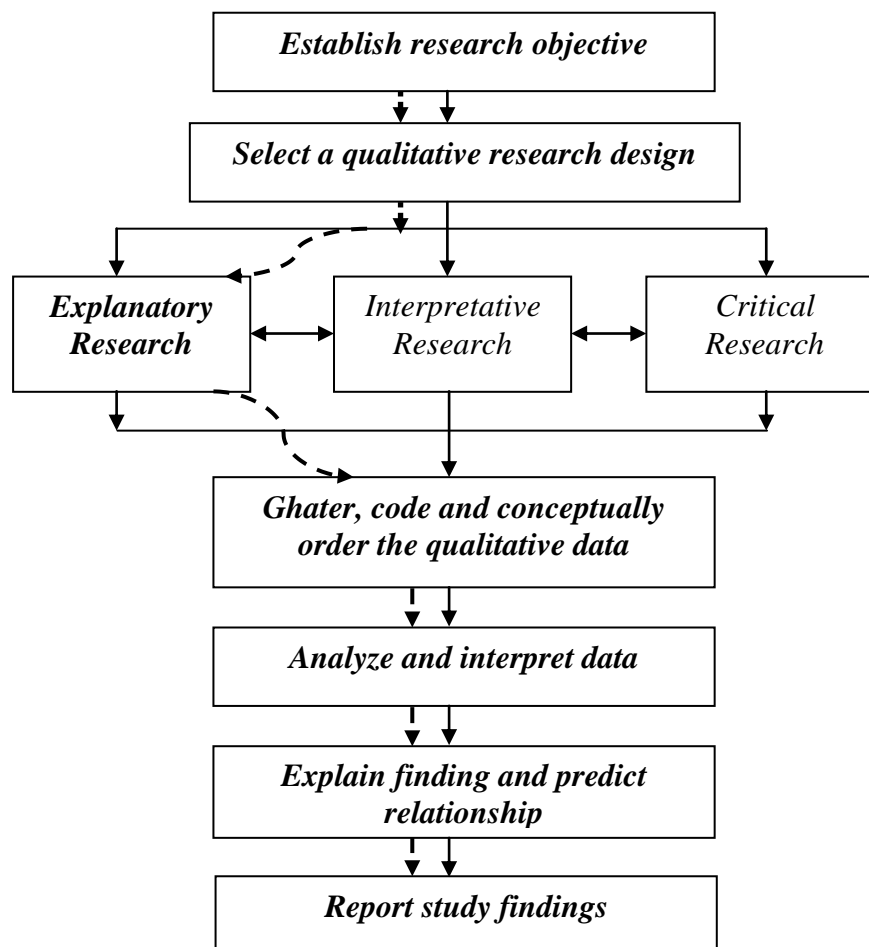 Establish research objective
Select a qualitative research design
Explanatory
Research
Interpretative
Research
Critical
Research
Ghater, code and conceptually
order the qualitative data
Analyze and interpret data
Explain finding and predict
relationship
Report study findings